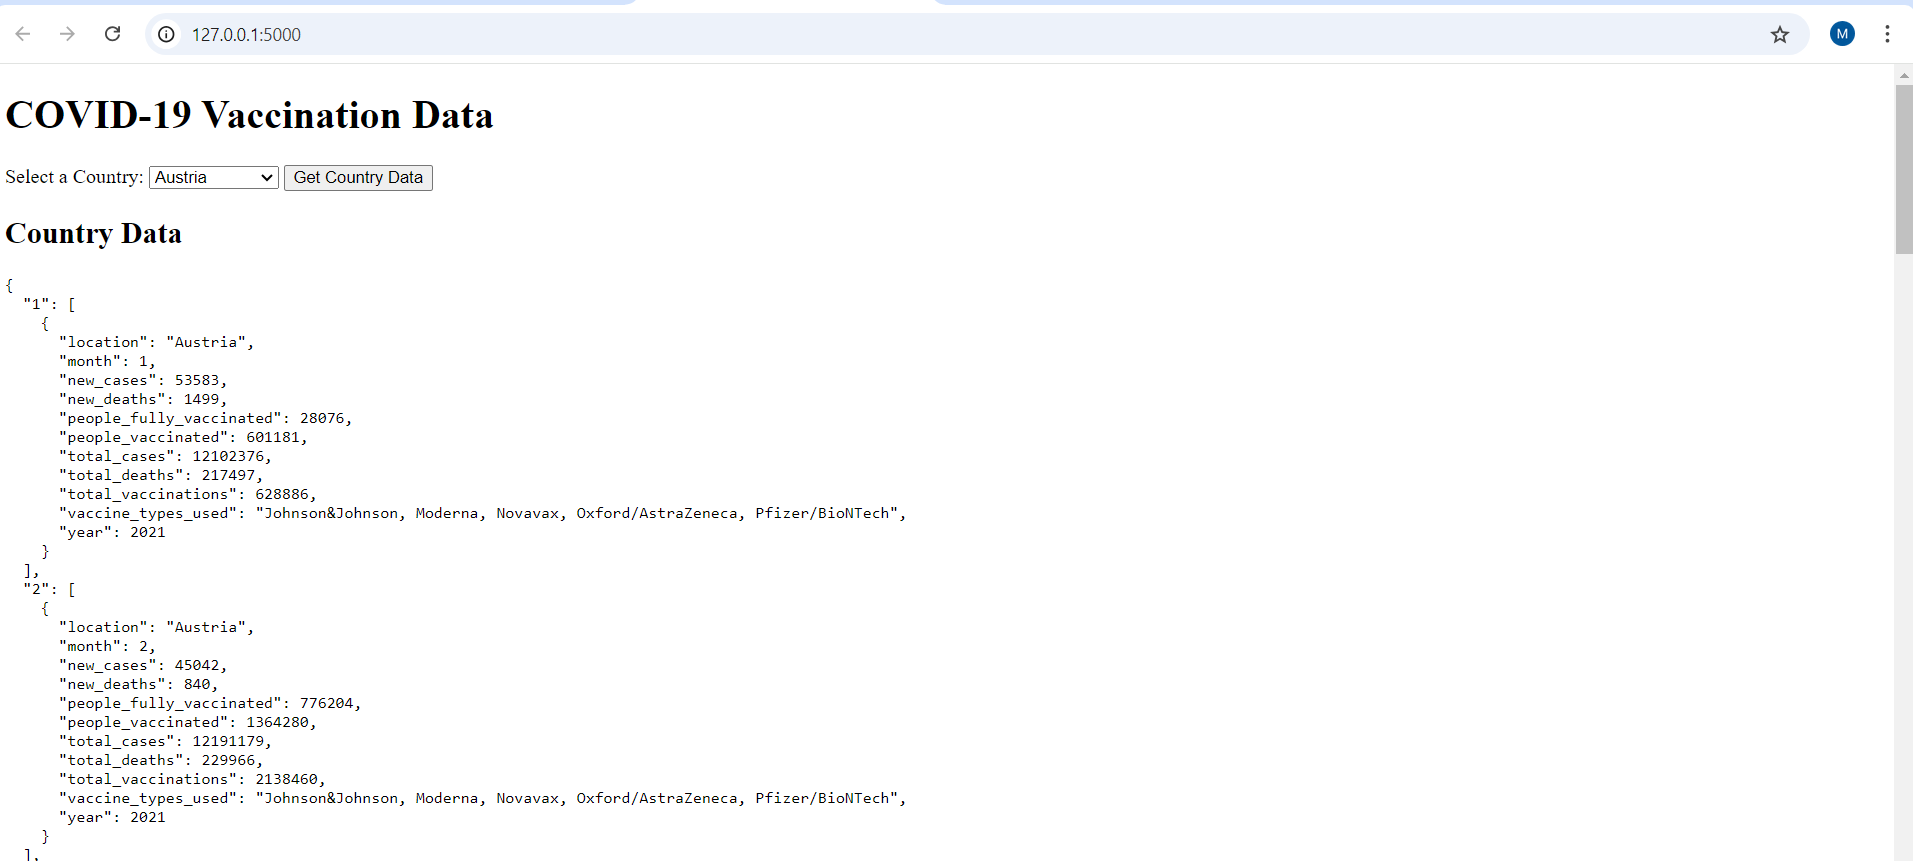 127.0.0.1:5000
M
COVID-19 Vaccination Data
Select a Country: Austria Get Country Data
Country Data
{
  "1": [
    {
      "location": "Austria",
      "month": 1,
      "new_cases": 53583,
      "new_deaths": 1499,
      "people_fully_vaccinated": 28076,
      "people_vaccinated": 601181,
      "total_cases": 12102376,
      "total_deaths": 217497,
      "total_vaccinations": 628886,
      "vaccine_types_used": "Johnson&Johnson, Moderna, Novavax, Oxford/AstraZeneca, Pfizer/BioNTech",
      "year": 2021
    }
  ],
  "2": [
    {
      "location": "Austria",
      "month": 2,
      "new_cases": 45042,
      "new_deaths": 840,
      "people_fully_vaccinated": 776204,
      "people_vaccinated": 1364280,
      "total_cases": 12191179,
      "total_deaths": 229966,
      "total_vaccinations": 2138460,
      "vaccine_types_used": "Johnson&Johnson, Moderna, Novavax, Oxford/AstraZeneca, Pfizer/BioNTech",
      "year": 2021
    }
  ],